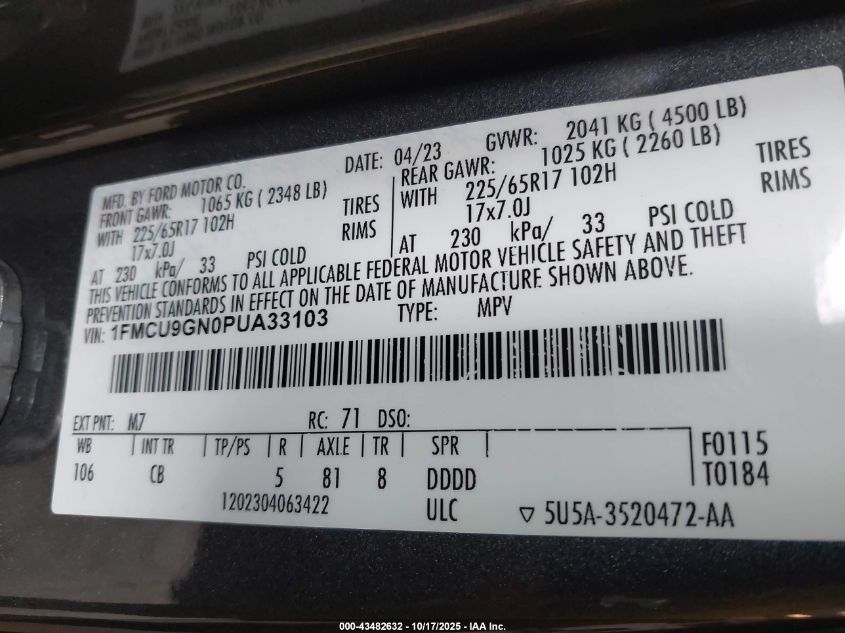 MFD. BY FORD MOTOR CO.
DATE: 04/23 GVWR: 2041 KG ( 4500 LB)
FRONT GAWR: 1065 KG ( 2348 LB) REAR GAWR: 1025 KG ( 2260 LB)
WITH 225/65R17 102H TIRES WITH 225/65R17 102H TIRES
17x7.0J RIMS 17x7.0J RIMS
AT 230 kPa/ 33 PSI COLD AT 230 kPa/ 33 PSI COLD
THIS VEHICLE CONFORMS TO ALL APPLICABLE FEDERAL MOTOR VEHICLE SAFETY AND THEFT
PREVENTION STANDARDS IN EFFECT ON THE DATE OF MANUFACTURE SHOWN ABOVE.
VIN: 1FMCU9GN0PUA33103 TYPE: MPV
EXT PNT: M7 RC: 71 DSO:
WB INT TR TP/PS R AXLE TR SPR F0115
106 CB 5 81 8 DDDD T0184
1202304063422 ULC ▽ 5U5A-3520472-AA
000-43482632 - 10/17/2025 - IAA Inc.